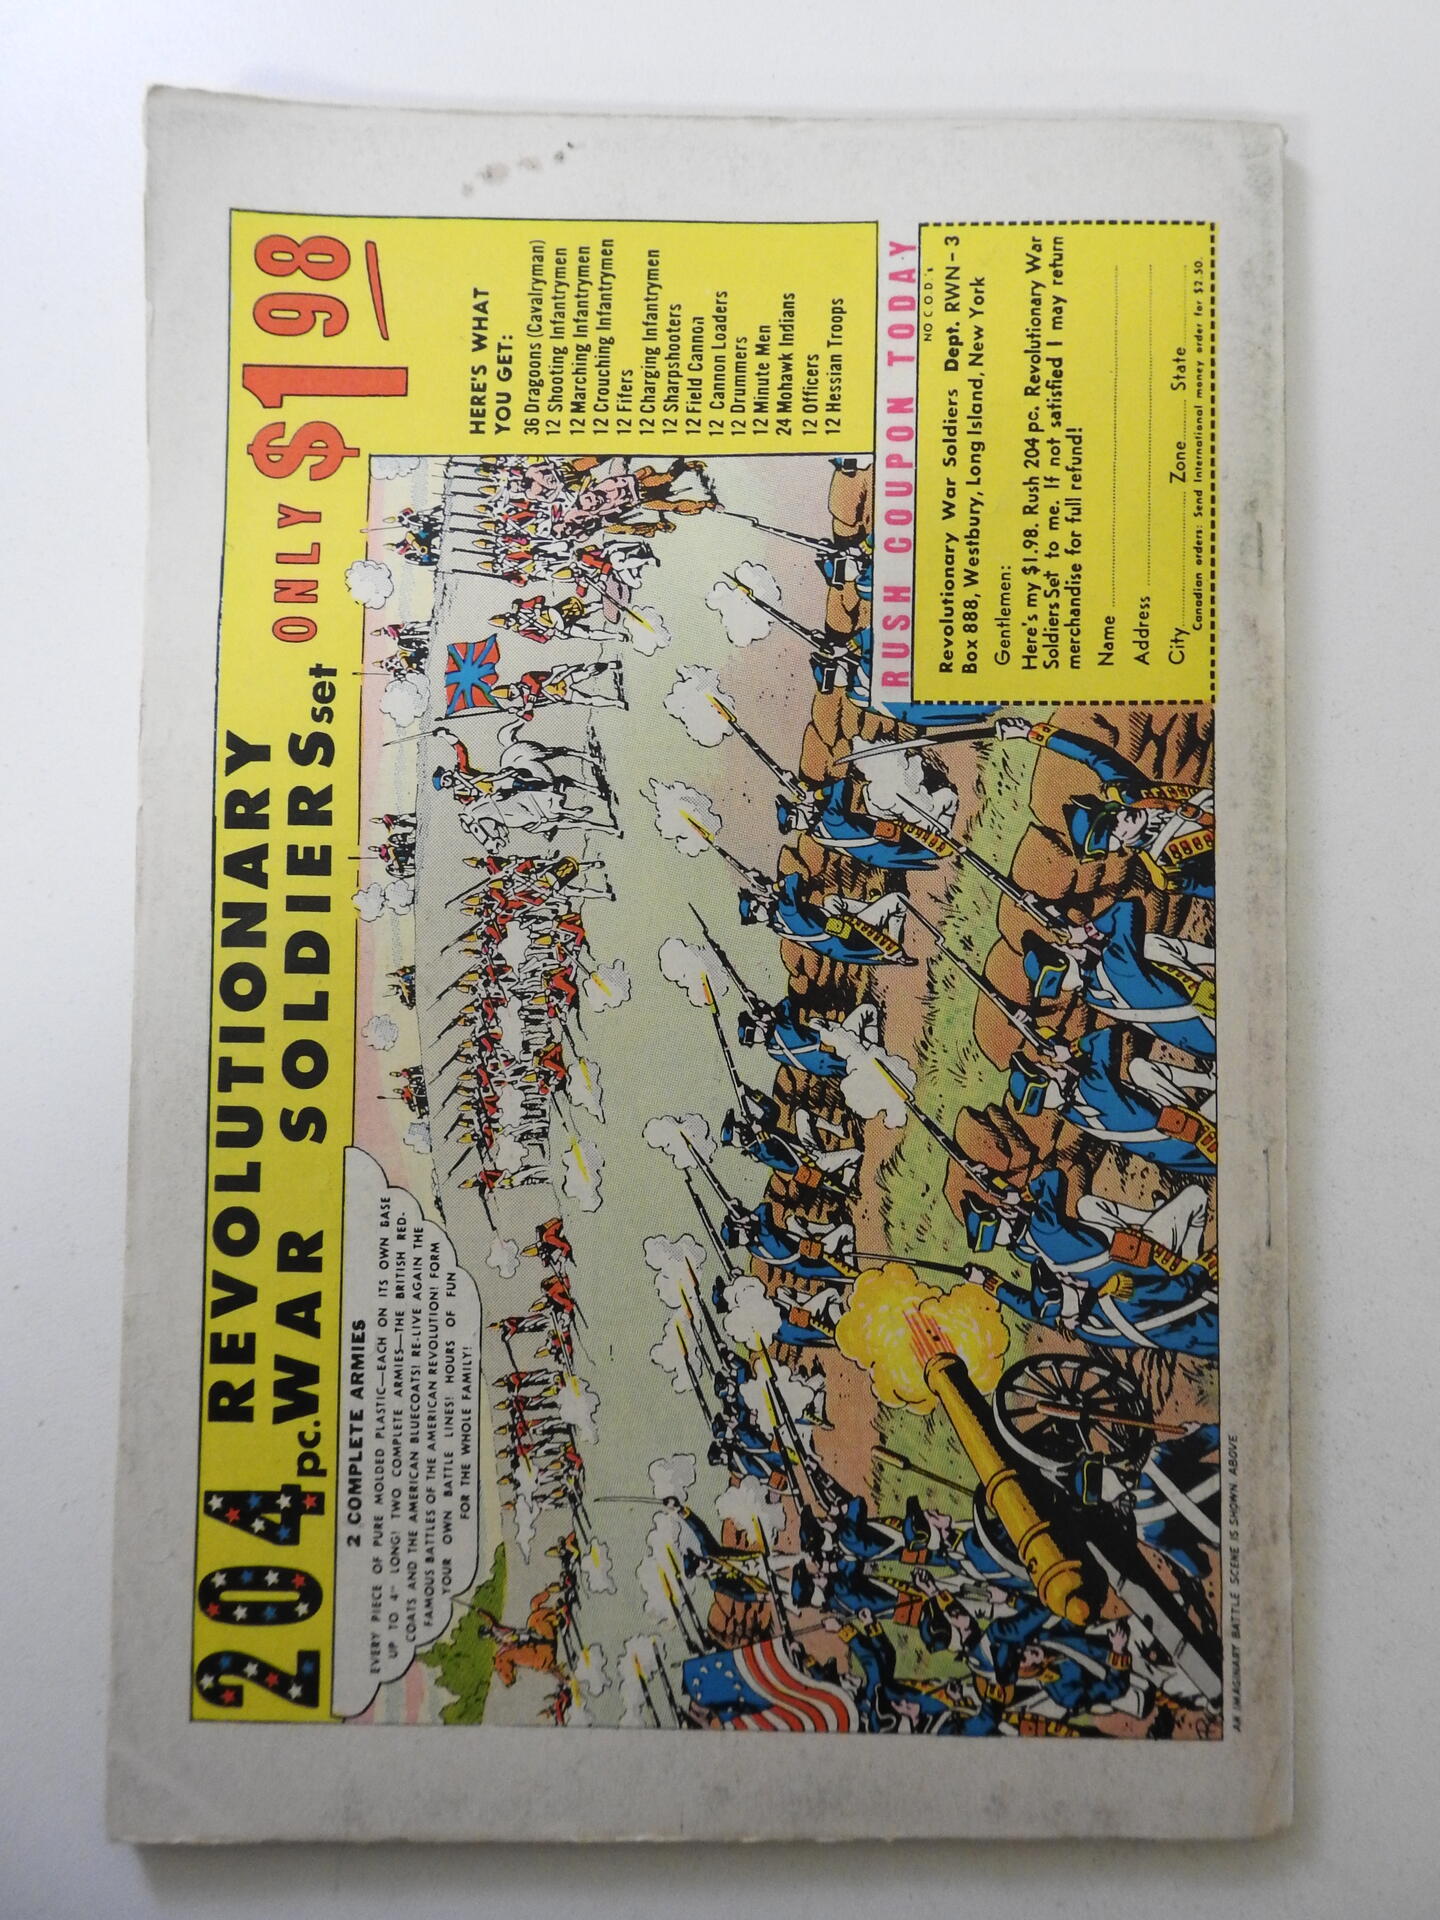 204 REVOLUTIONARY
pc. WAR SOLDIERS set ONLY $1.98
2 COMPLETE ARMIES
EVERY PIECE OF PURE MOLDED PLASTIC—EACH ON ITS OWN BASE
UP TO 4" LONG! TWO COMPLETE ARMIES—THE BRITISH RED-
COATS AND THE AMERICAN BLUECOATS! RE-LIVE AGAIN THE
FAMOUS BATTLES OF THE AMERICAN REVOLUTION! FORM
YOUR OWN BATTLE LINES! HOURS OF FUN
FOR THE WHOLE FAMILY!
HERE'S WHAT
YOU GET:
36 Dragoons (Cavalryman)
12 Shooting Infantrymen
12 Marching Infantrymen
12 Crouching Infantrymen
12 Fifers
12 Charging Infantrymen
12 Sharpshooters
12 Field Cannon
12 Cannon Loaders
12 Drummers
12 Minute Men
24 Mohawk Indians
12 Officers
12 Hessian Troops
RUSH COUPON TODAY
NO C.O.D.'s
Revolutionary War Soldiers Dept. RWN-3
Box 888, Westbury, Long Island, New York
Gentlemen:
Here's my $1.98. Rush 204 pc. Revolutionary War
Soldiers Set to me. If not satisfied I may return
merchandise for full refund!
Name
Address
City Zone State
Canadian orders: Send International money order for $2.50.
AN IMAGINARY BATTLE SCENE IS SHOWN ABOVE